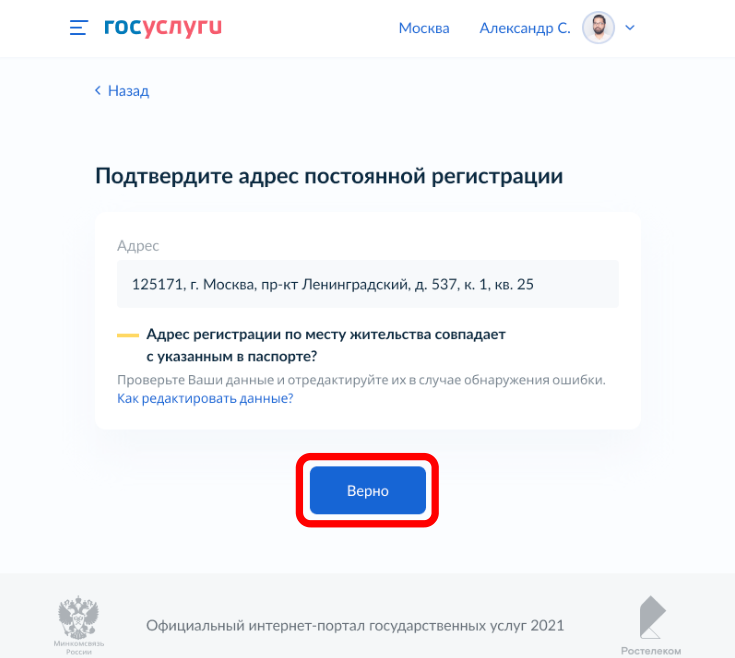 госуслуги
Москва
Александр С.
Назад
Подтвердите адрес постоянной регистрации
Адрес
125171, г. Москва, пр-кт Ленинградский, д. 537, к. 1, кв. 25
Адрес регистрации по месту жительства совпадает
с указанным в паспорте?
Проверьте Ваши данные и отредактируйте их в случае обнаружения ошибки.
Как редактировать данные?
Верно
Официальный интернет-портал государственных услуг 2021
Минкомсвязь
России
Ростелеком